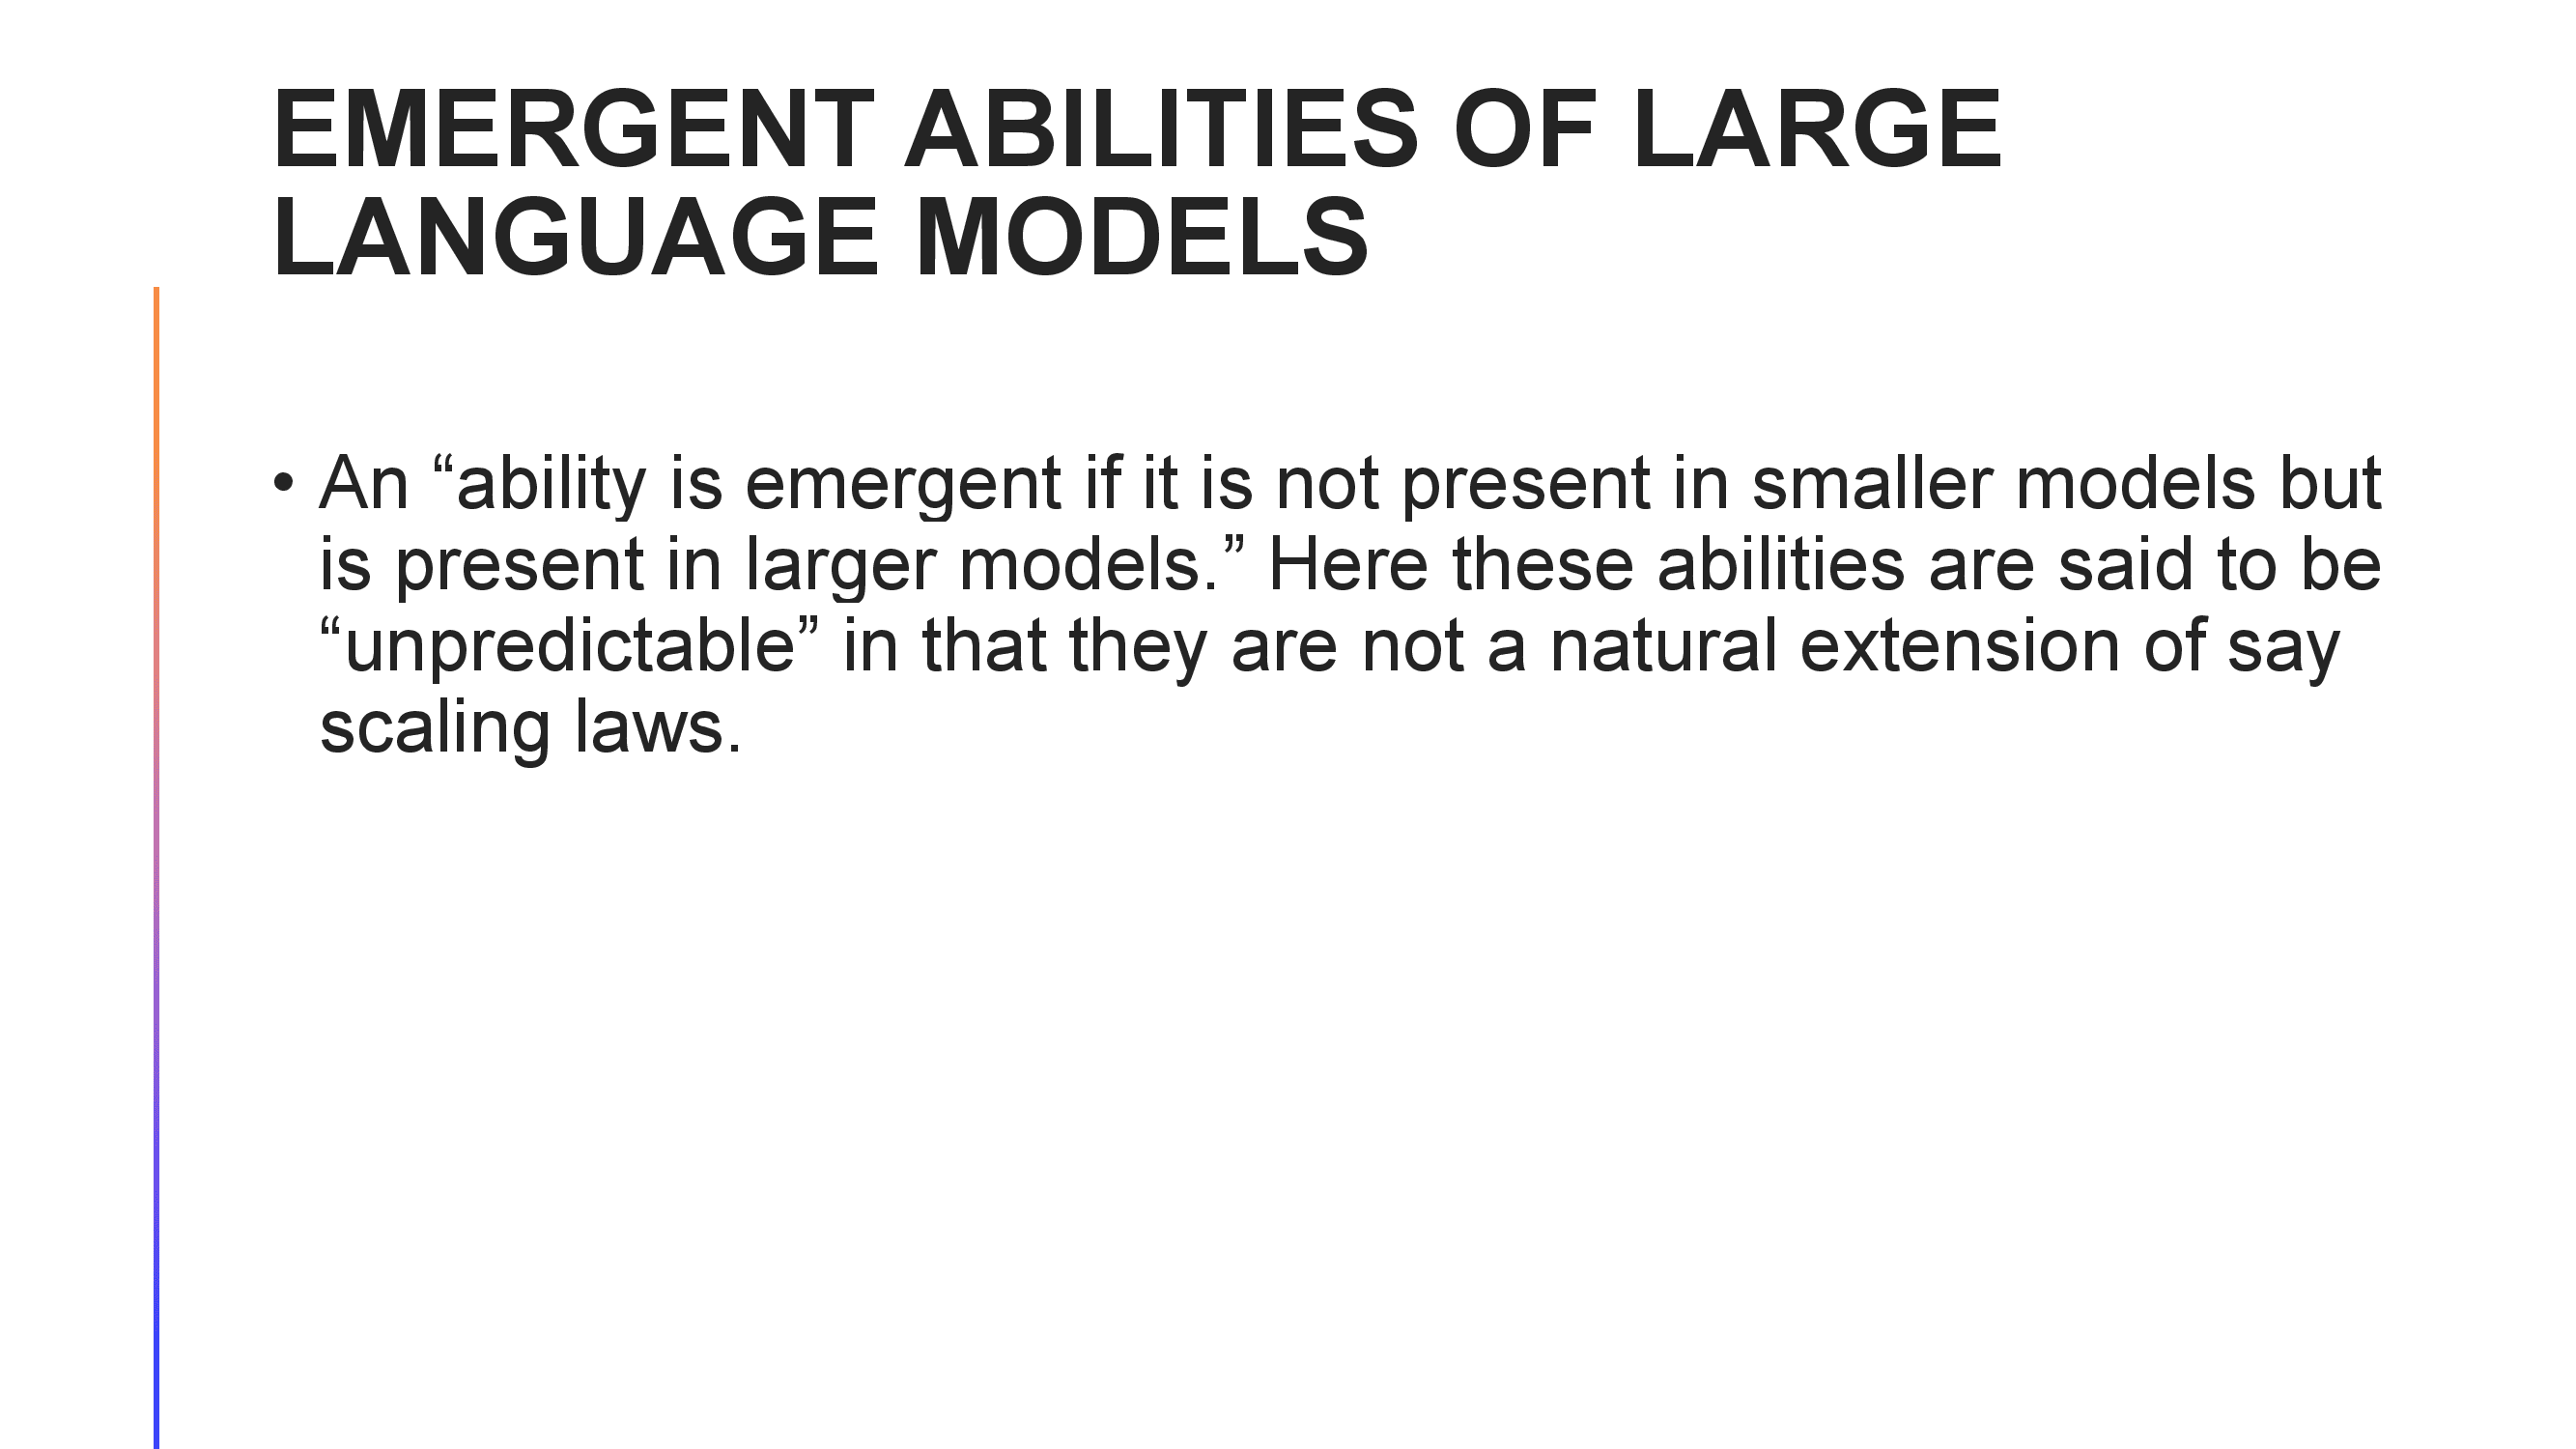 EMERGENT ABILITIES OF LARGE
LANGUAGE MODELS
• An “ability is emergent if it is not present in smaller models but
is present in larger models.” Here these abilities are said to be
“unpredictable” in that they are not a natural extension of say
scaling laws.